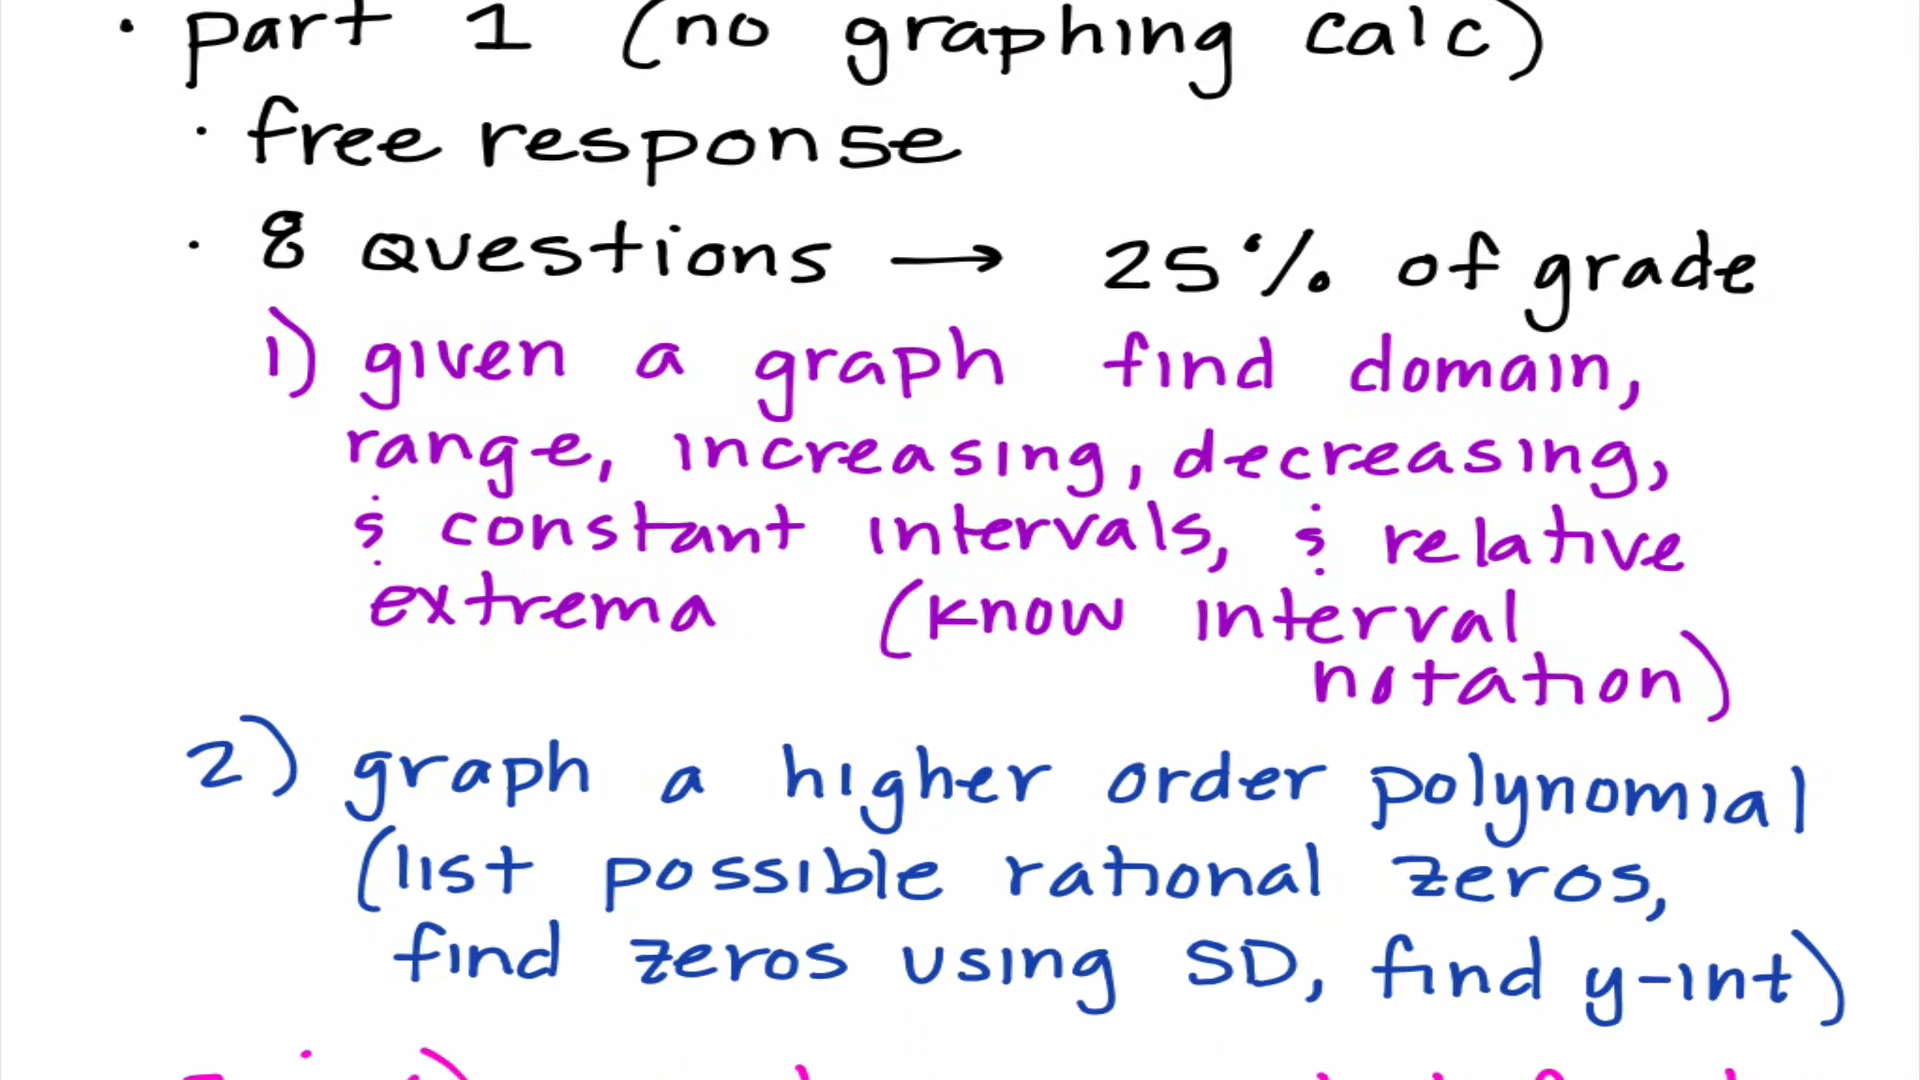 · part 1 (no graphing calc)
· free response
· 8 questions → 25% of grade
1) given a graph find domain,
range, increasing, decreasing,
& constant intervals, & relative
extrema (know interval
notation)
2) graph a higher order polynomial
(list possible rational zeros,
find zeros using SD, find y-int)